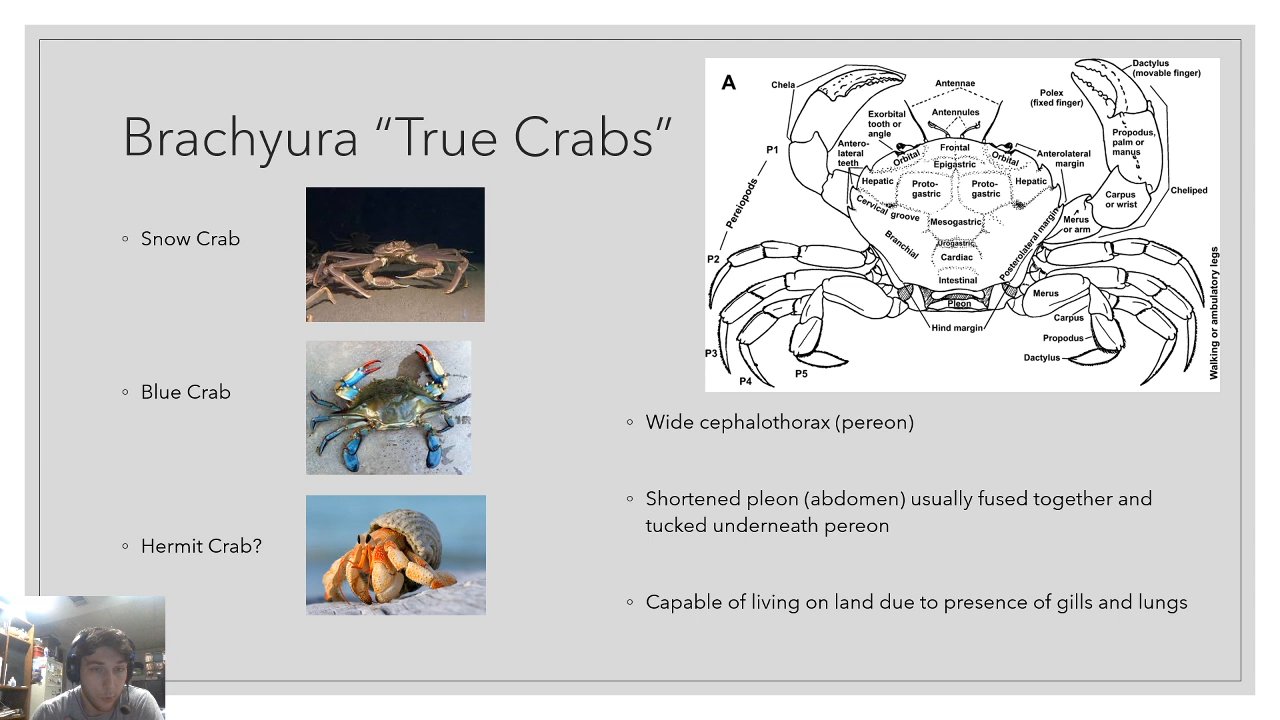 Brachyura “True Crabs”
◦ Snow Crab
◦ Blue Crab
◦ Hermit Crab?
A
Chela
Antennae
Dactylus
(movable finger)
Polex
(fixed finger)
Exorbital
tooth or
angle
Antennules
Propodus,
palm or
manus
P1
Antero-
lateral
teeth
Orbital
Frontal
Orbital
Anterolateral
margin
Epigastric
Hepatic
Proto-
gastric
Proto-
gastric
Hepatic
Cheliped
Carpus
or wrist
Pereiopods
Cervical groove
Mesogastric
Merus
or arm
Branchial
Urogastric
Posterolateral margin
Cardiac
P2
Intestinal
Merus
Pleon
Carpus
Hind margin
Propodus
P3
Dactylus
P4
P5
Walking or ambulatory legs
◦ Wide cephalothorax (pereon)
◦ Shortened pleon (abdomen) usually fused together and
tucked underneath pereon
◦ Capable of living on land due to presence of gills and lungs